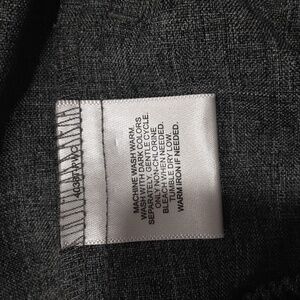 MACHINE WASH WARM.
WASH WITH DARK COLORS
SEPARATELY, GENTLE CYCLE.
ONLY NON-CHLORINE
BLEACH WHEN NEEDED.
TUMBLE DRY LOW.
WARM IRON IF NEEDED.